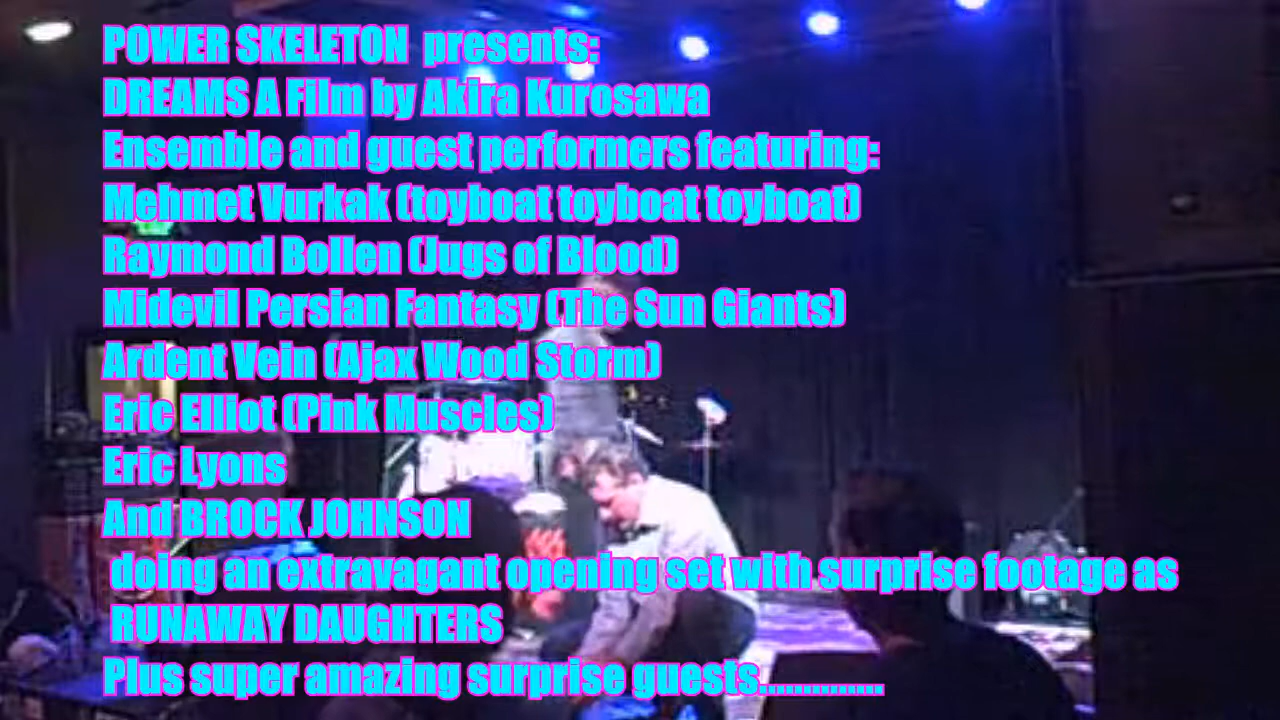 POWER SKELETON presents:
DREAMS A Film by Akira Kurosawa
Ensemble and guest performers featuring:
Mehmet Vurkak (toyboat toyboat toyboat)
Raymond Bollen (Jugs of Blood)
Midevil Persian Fantasy (The Sun Giants)
Ardent Vein (Ajax Wood Storm)
Eric Elliot (Pink Muscles)
Eric Lyons
And BROCK JOHNSON
doing an extravagant opening set with surprise footage as
RUNAWAY DAUGHTERS
Plus super amazing surprise guests..............